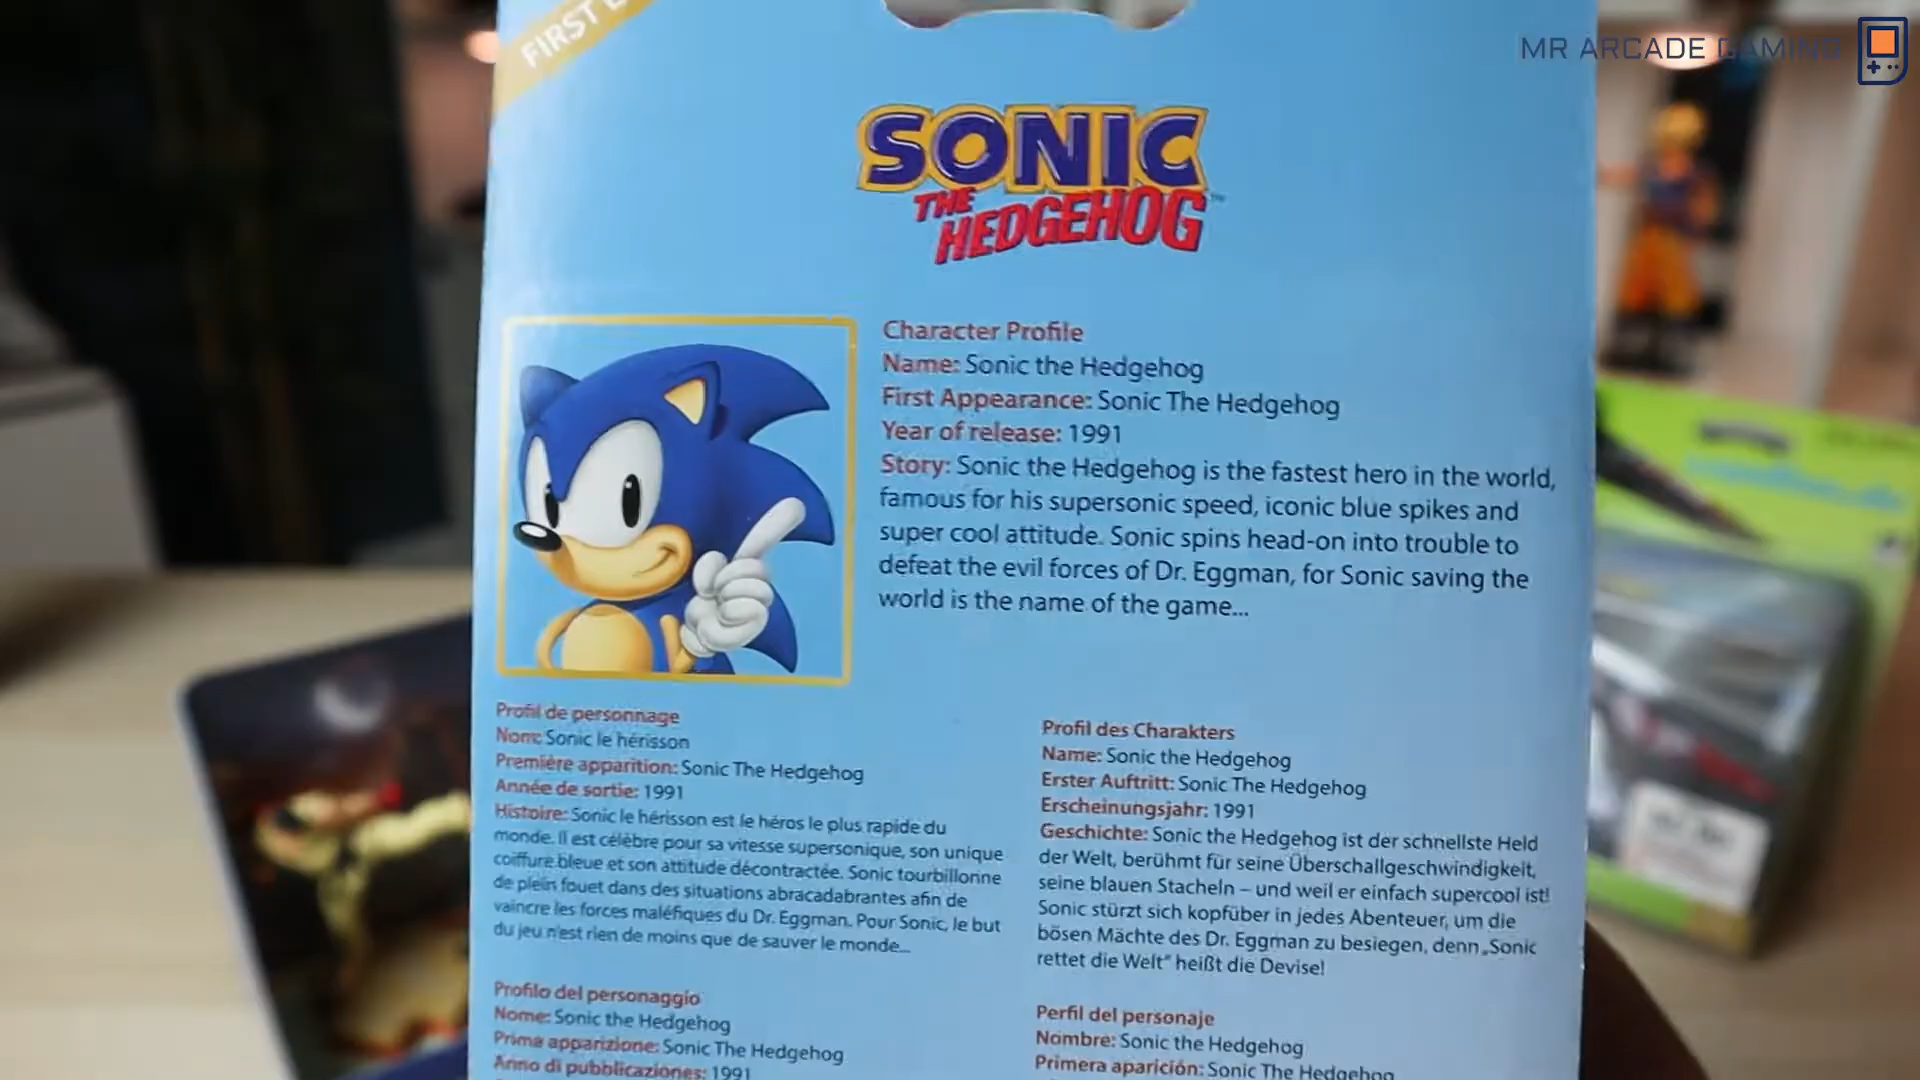 FIRST
MR ARCADE GAMING
SONIC
THE
HEDGEHOG™
Character Profile
Name: Sonic the Hedgehog
First Appearance: Sonic The Hedgehog
Year of release: 1991
Story: Sonic the Hedgehog is the fastest hero in the world,
famous for his supersonic speed, iconic blue spikes and
super cool attitude. Sonic spins head-on into trouble to
defeat the evil forces of Dr. Eggman, for Sonic saving the
world is the name of the game...
Profil de personnage
Nom: Sonic le hérisson
Première apparition: Sonic The Hedgehog
Année de sortie: 1991
Histoire: Sonic le hérisson est le héros le plus rapide du
monde. Il est célèbre pour sa vitesse supersonique, son unique
coiffure bleue et son attitude décontractée. Sonic tourbillonne
de plein fouet dans des situations abracadabrantes afin de
vaincre les forces maléfiques du Dr. Eggman. Pour Sonic, le but
du jeu n'est rien de moins que de sauver le monde...
Profil des Charakters
Name: Sonic the Hedgehog
Erster Auftritt: Sonic The Hedgehog
Erscheinungsjahr: 1991
Geschichte: Sonic the Hedgehog ist der schnellste Held
der Welt, berühmt für seine Überschallgeschwindigkeit,
seine blauen Stacheln – und weil er einfach supercool ist!
Sonic stürzt sich kopfüber in jedes Abenteuer, um die
bösen Mächte des Dr. Eggman zu besiegen, denn „Sonic
rettet die Welt" heißt die Devise!
Profilo del personaggio
Nome: Sonic the Hedgehog
Prima apparizione: Sonic The Hedgehog
Anno di pubblicazione: 1991
Perfil del personaje
Nombre: Sonic the Hedgehog
Primera aparición: Sonic The Hedgehog